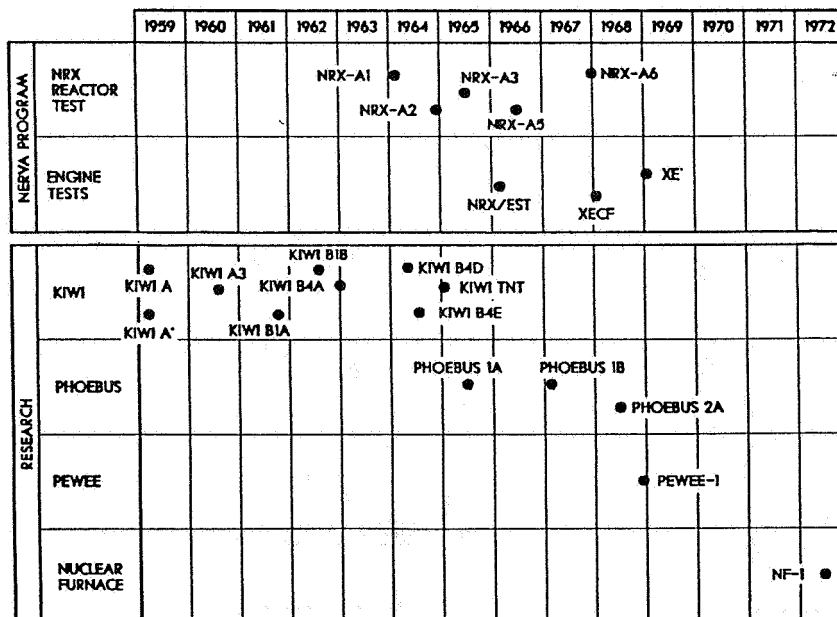 1959 1960 1961 1962 1963 1964 1965 1966 1967 1968 1969 1970 1971 1972
NERVA PROGRAM
NRX
REACTOR
TEST
NRX-A1
NRX-A2
NRX-A3
NRX-A5
NRX-A6
ENGINE
TESTS
NRX/EST
XECF
XE'
RESEARCH
KIWI
KIWI A
KIWI A'
KIWI A3
KIWI B1A
KIWI B1B
KIWI B4A
KIWI B4D
KIWI TNT
KIWI B4E
PHOEBUS
PHOEBUS 1A
PHOEBUS 1B
PHOEBUS 2A
PEWEE
PEWEE-1
NUCLEAR
FURNACE
NF-1